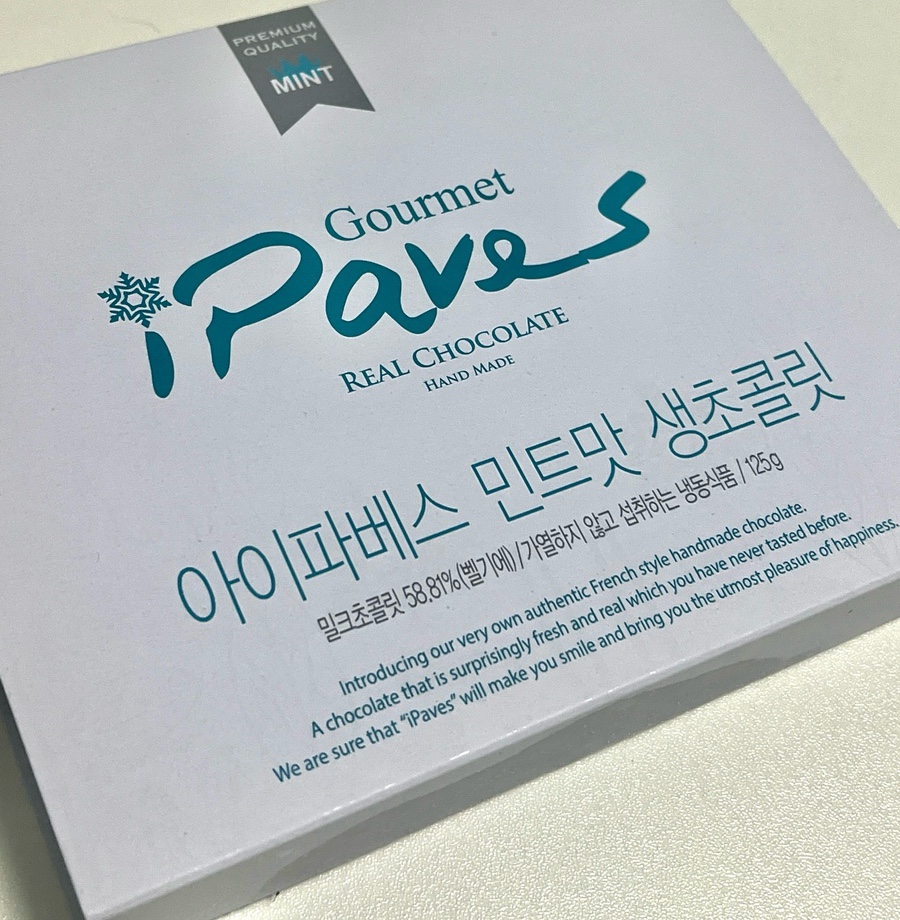 PREMIUM
QUALITY
MINT
Gourmet
iPaves
REAL CHOCOLATE
HAND MADE
아이파베스 민트맛 생초콜릿
밀크초콜릿 58.81%(벨기에)/가열하지 않고 섭취하는 냉동식품/125g
Introducing our very own authentic French style handmade chocolate.
A chocolate that is surprisingly fresh and real which you have never tasted before.
We are sure that “iPaves” will make you smile and bring you the utmost pleasure of happiness.